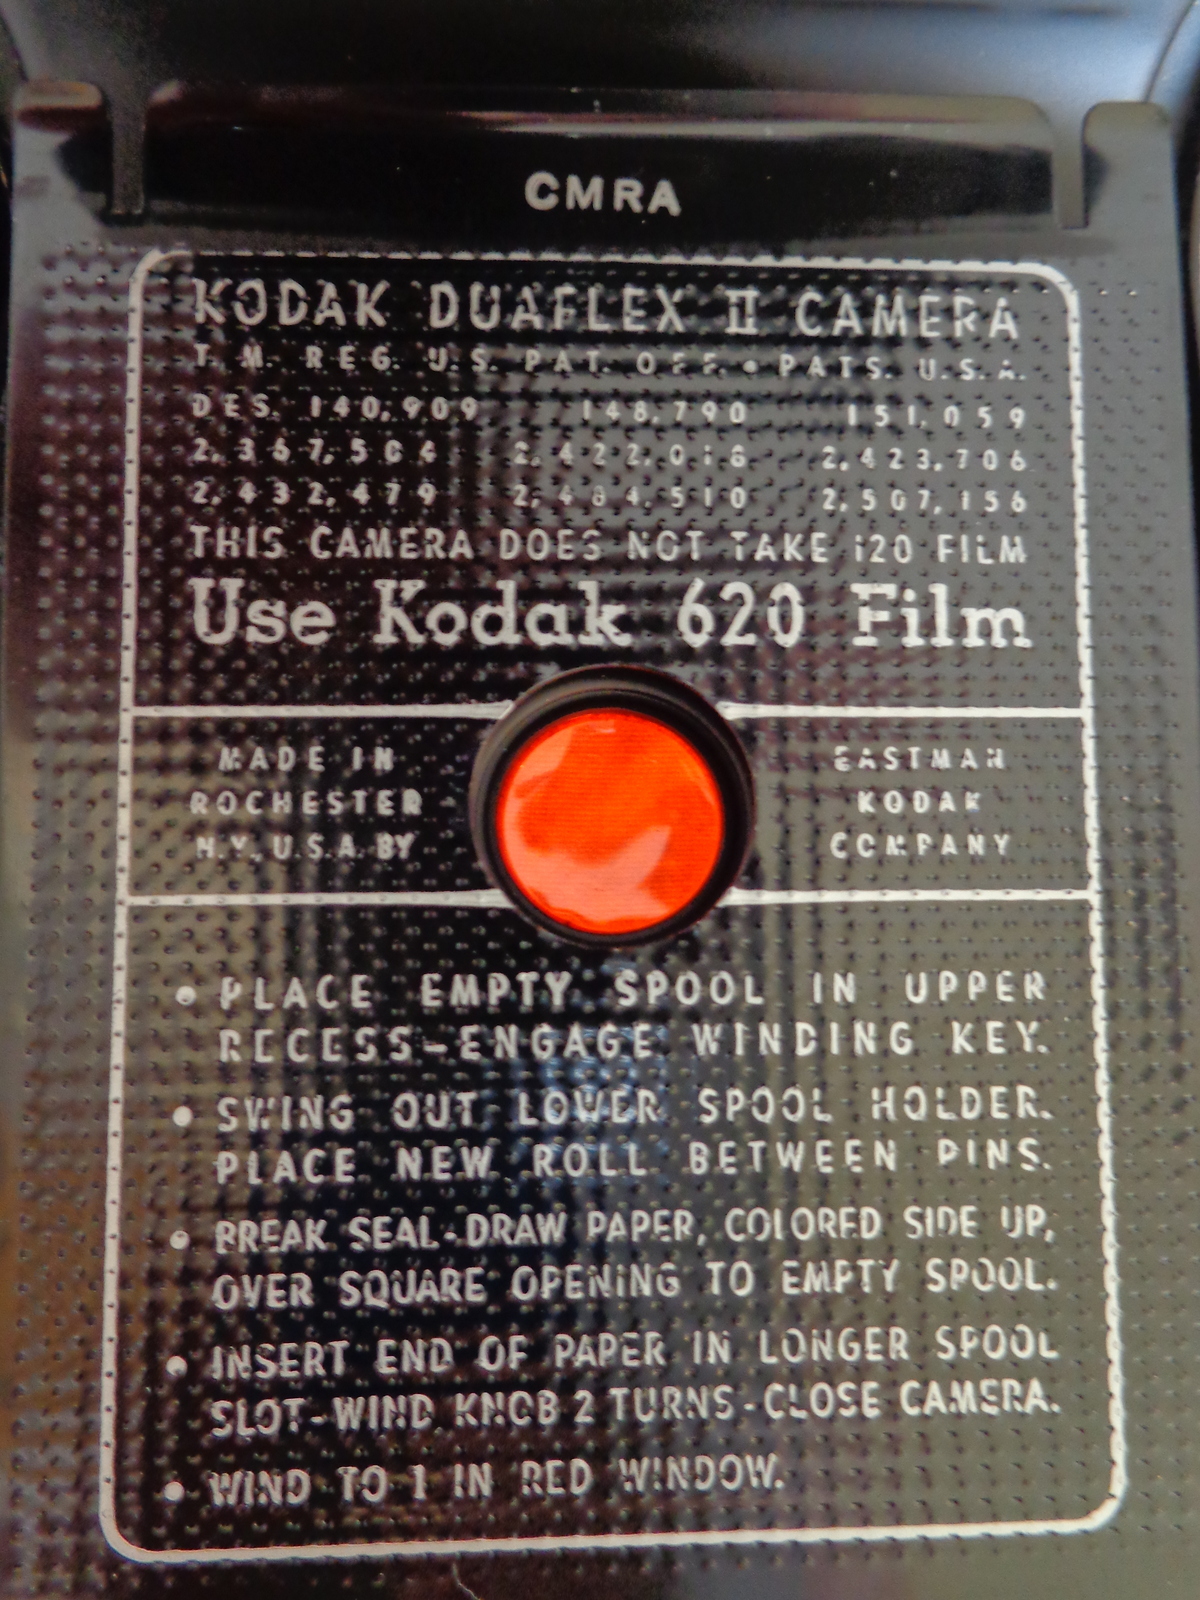 CMRA
KODAK DUAFLEX II CAMERA
T. M. REG. U.S. PAT. OFF. • PATS. U.S.A.
DES. 140,909 148,790 151,059
2,367,504 2,422,018 2,423,706
2,432,479 2,484,510 2,507,156
THIS CAMERA DOES NOT TAKE 120 FILM
Use Kodak 620 Film
MADE IN
ROCHESTER
N.Y., U.S.A. BY
EASTMAN
KODAK
COMPANY
• PLACE EMPTY SPOOL IN UPPER
RECESS–ENGAGE WINDING KEY.
• SWING OUT LOWER SPOOL HOLDER.
PLACE NEW ROLL BETWEEN PINS.
• BREAK SEAL-DRAW PAPER, COLORED SIDE UP,
OVER SQUARE OPENING TO EMPTY SPOOL.
• INSERT END OF PAPER IN LONGER SPOOL
SLOT-WIND KNOB 2 TURNS-CLOSE CAMERA.
• WIND TO 1 IN RED WINDOW.